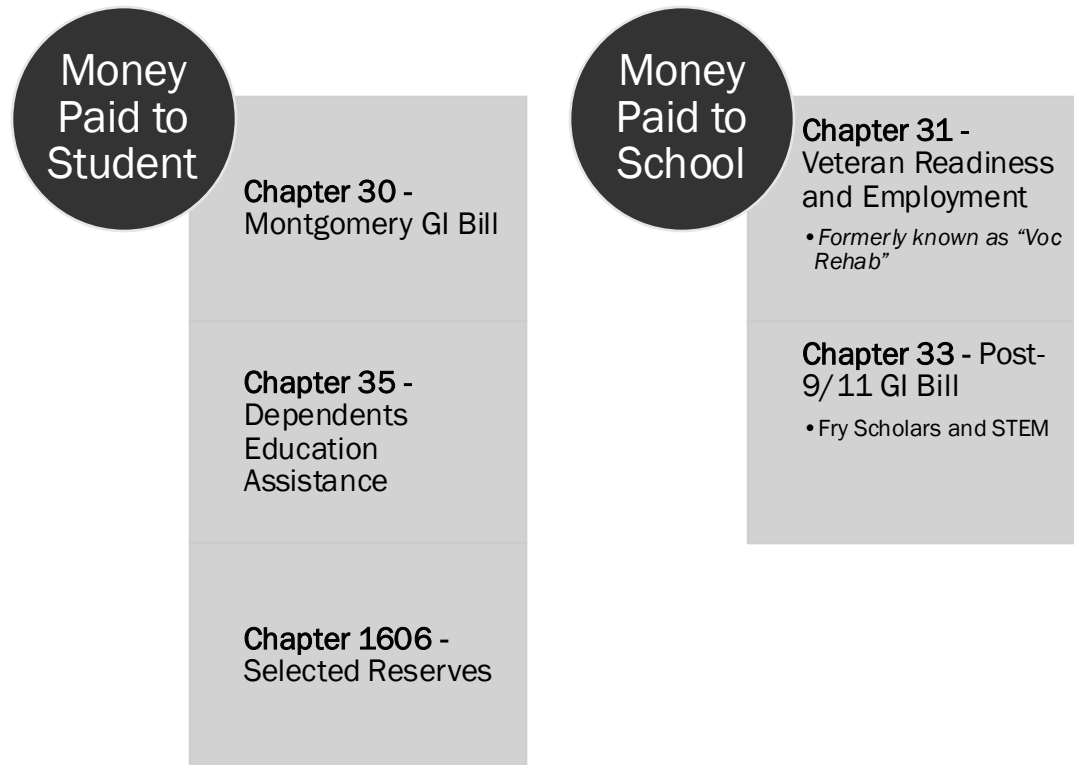 Money
Paid to
Student
Chapter 30 -
Montgomery GI Bill
Chapter 35 -
Dependents
Education
Assistance
Chapter 1606 -
Selected Reserves
Money
Paid to
School
Chapter 31 -
Veteran Readiness
and Employment
•Formerly known as “Voc
Rehab”
Chapter 33 - Post-
9/11 GI Bill
•Fry Scholars and STEM